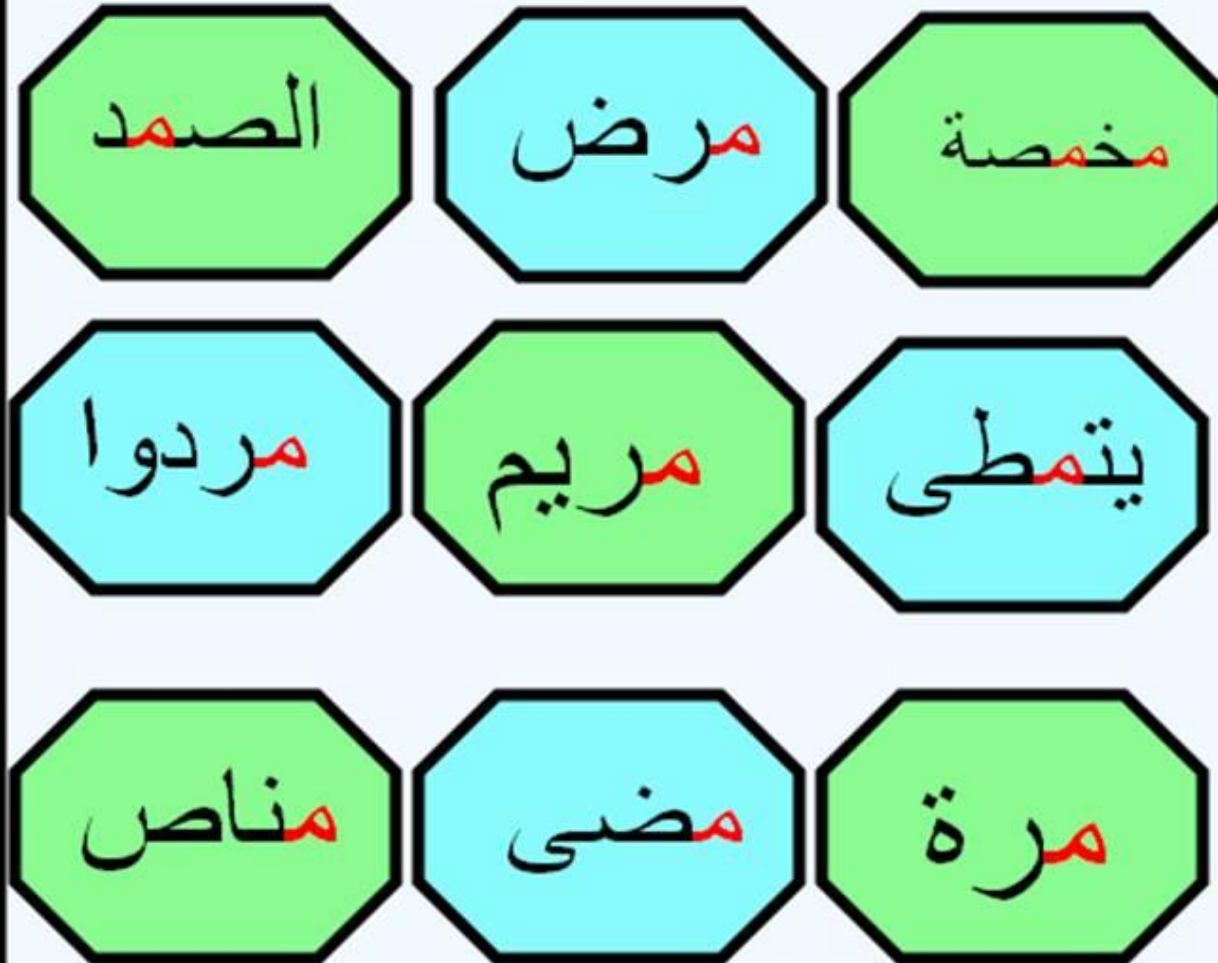 مخمصة
مرض
الصمد
يتمطى
مريم
مردوا
مرة
مضى
مناص